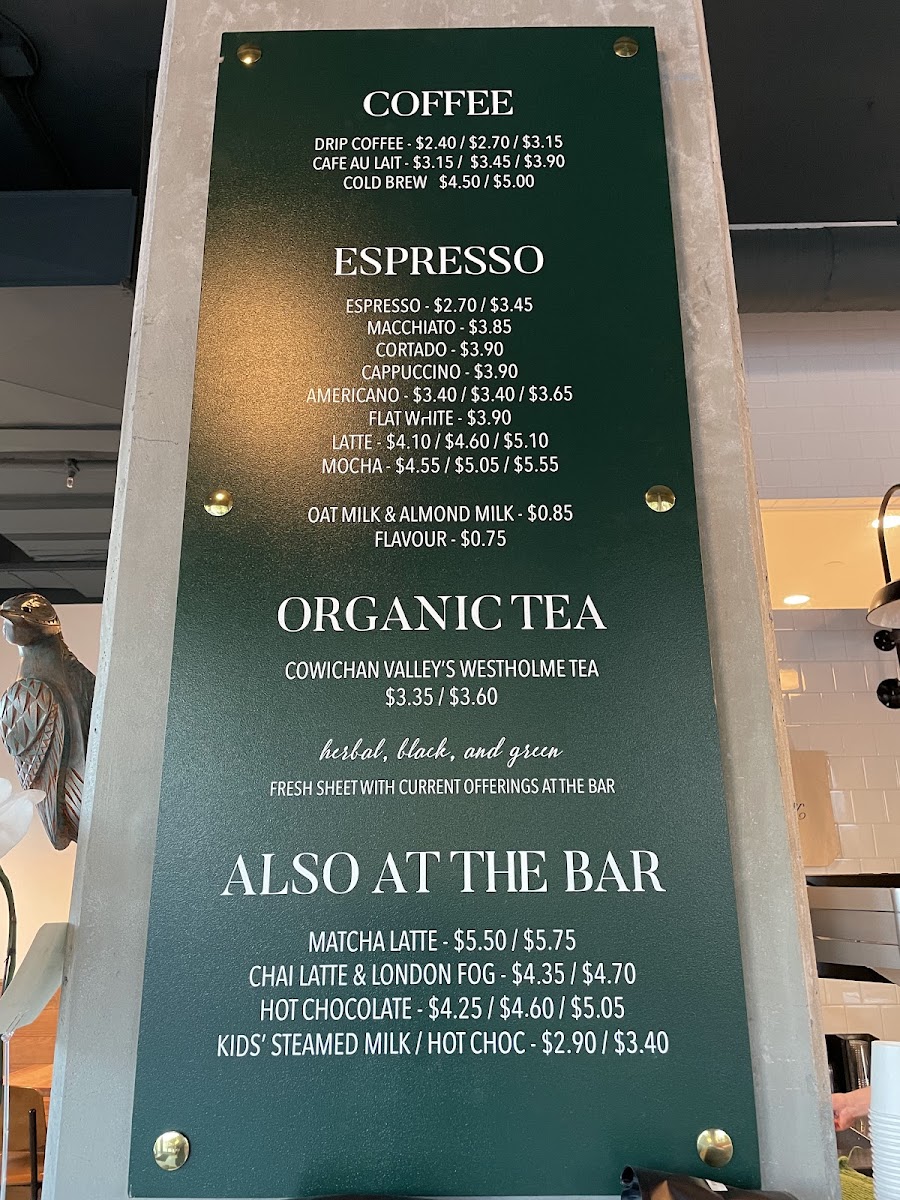 COFFEE
DRIP COFFEE - $2.40 / $2.70 / $3.15
CAFE AU LAIT - $3.15 / $3.45 / $3.90
COLD BREW $4.50 / $5.00
ESPRESSO
ESPRESSO - $2.70 / $3.45
MACCHIATO - $3.85
CORTADO - $3.90
CAPPUCCINO - $3.90
AMERICANO - $3.40 / $3.40 / $3.65
FLAT WHITE - $3.90
LATTE - $4.10 / $4.60 / $5.10
MOCHA - $4.55 / $5.05 / $5.55
OAT MILK & ALMOND MILK - $0.85
FLAVOUR - $0.75
ORGANIC TEA
COWICHAN VALLEY'S WESTHOLME TEA
$3.35 / $3.60
herbal, black, and green
FRESH SHEET WITH CURRENT OFFERINGS AT THE BAR
ALSO AT THE BAR
MATCHA LATTE - $5.50 / $5.75
CHAI LATTE & LONDON FOG - $4.35 / $4.70
HOT CHOCOLATE - $4.25 / $4.60 / $5.05
KIDS' STEAMED MILK / HOT CHOC - $2.90 / $3.40